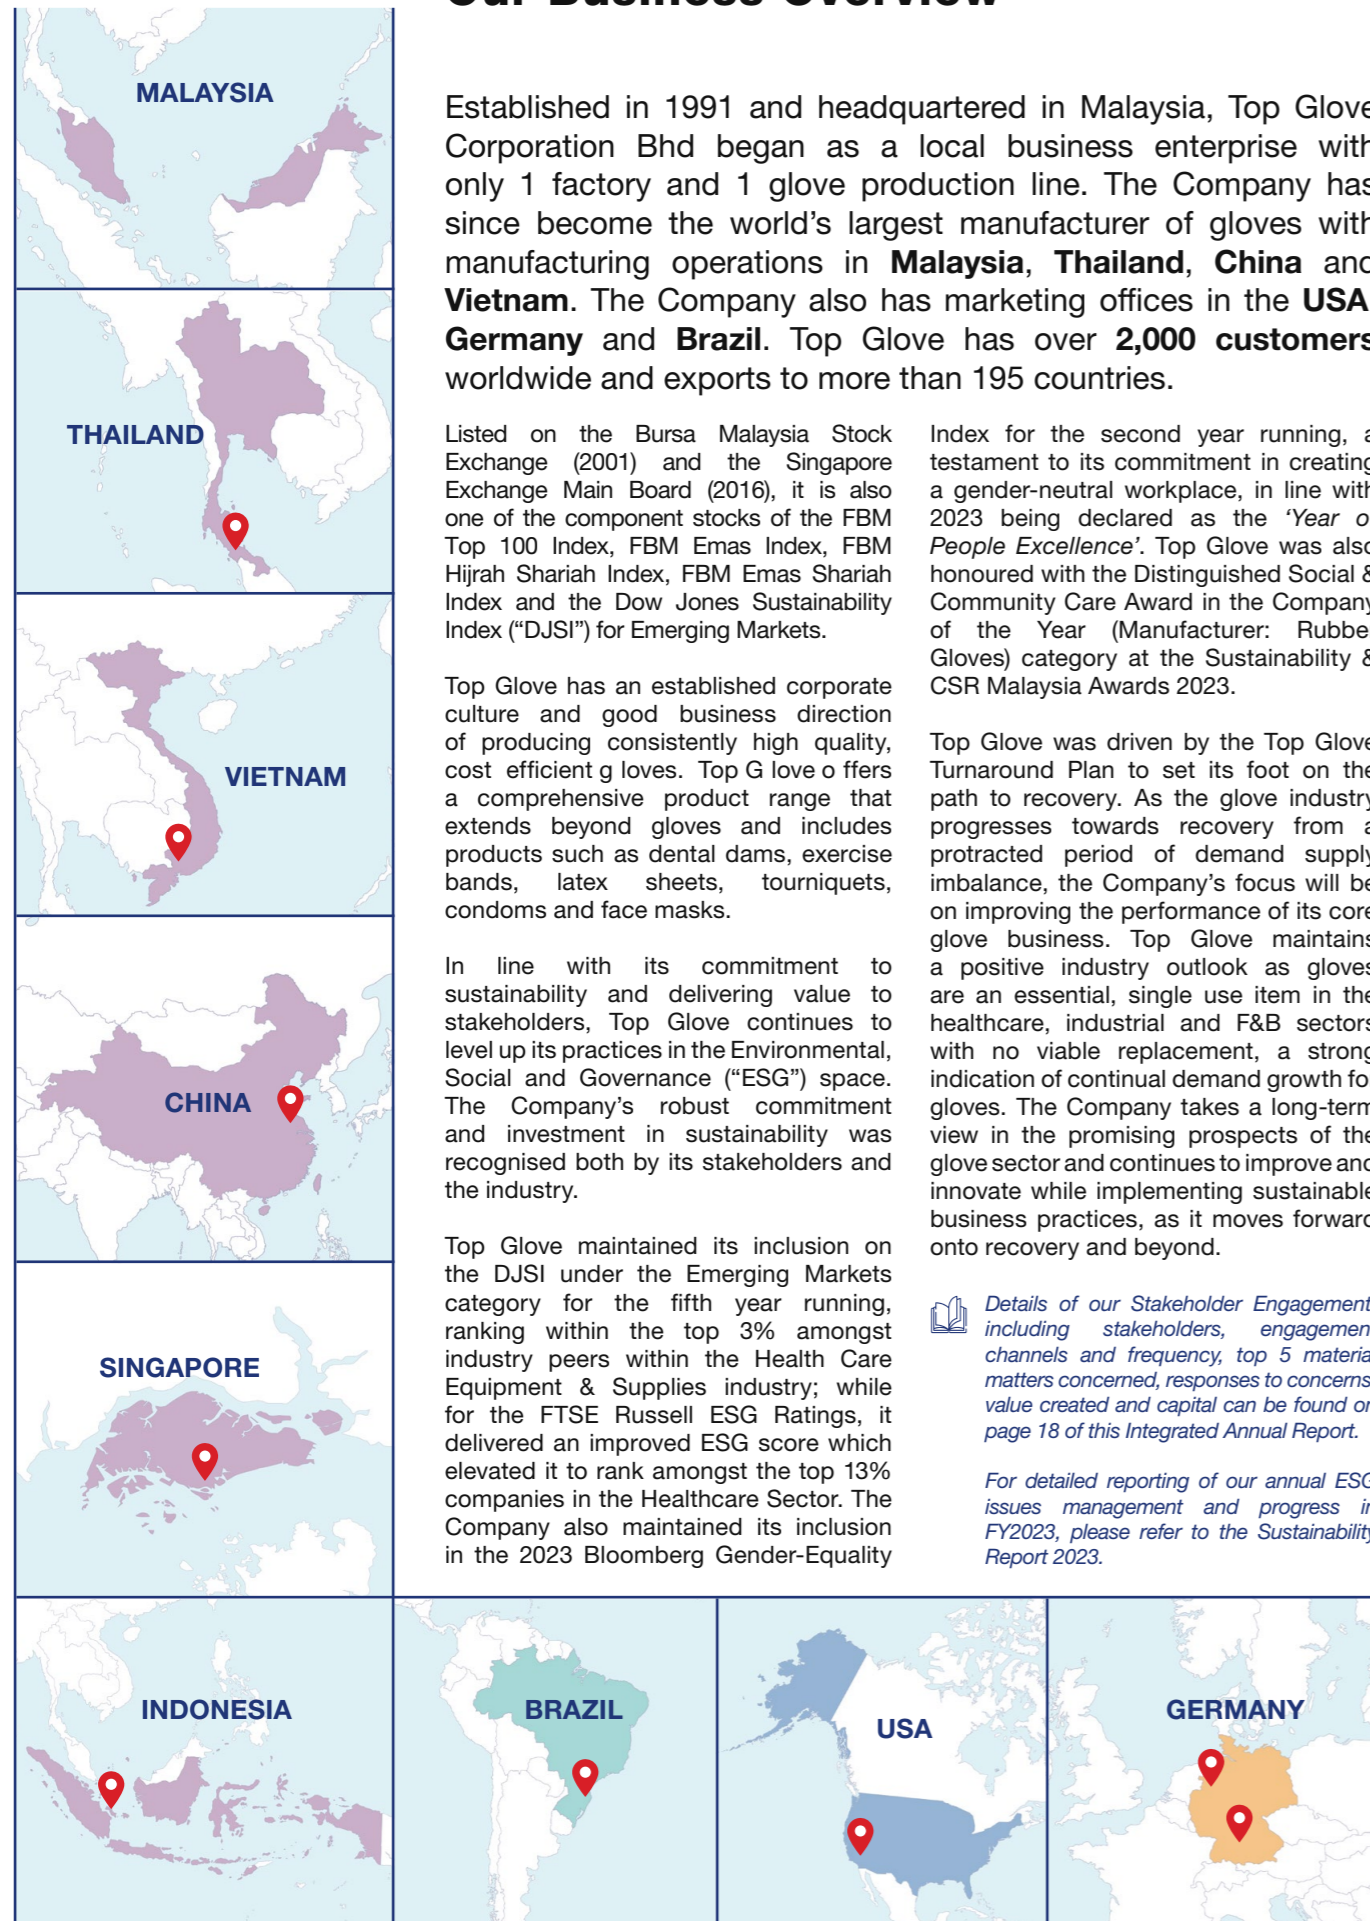 Our Business Overview
Established in 1991 and headquartered in Malaysia, Top Glove
Corporation Bhd began as a local business enterprise with
only 1 factory and 1 glove production line. The Company has
since become the world's largest manufacturer of gloves with
manufacturing operations in Malaysia, Thailand, China and
Vietnam. The Company also has marketing offices in the USA
Germany and Brazil. Top Glove has over 2,000 customers
worldwide and exports to more than 195 countries.
Listed on the Bursa Malaysia Stock
Exchange (2001) and the Singapore
Exchange Main Board (2016), it is also
one of the component stocks of the FBM
Top 100 Index, FBM Emas Index, FBM
Hijrah Shariah Index, FBM Emas Shariah
Index and the Dow Jones Sustainability
Index (“DJSI”) for Emerging Markets.
Top Glove has an established corporate
culture and good business direction
of producing consistently high quality,
cost efficient g loves. Top G love o ffers
a comprehensive product range that
extends beyond gloves and includes
products such as dental dams, exercise
bands, latex sheets, tourniquets,
condoms and face masks.
In line with its commitment to
sustainability and delivering value to
stakeholders, Top Glove continues to
level up its practices in the Environmental,
Social and Governance (“ESG”) space.
The Company's robust commitment
and investment in sustainability was
recognised both by its stakeholders and
the industry.
Top Glove maintained its inclusion on
the DJSI under the Emerging Markets
category for the fifth year running,
ranking within the top 3% amongst
industry peers within the Health Care
Equipment & Supplies industry; while
for the FTSE Russell ESG Ratings, it
delivered an improved ESG score which
elevated it to rank amongst the top 13%
companies in the Healthcare Sector. The
Company also maintained its inclusion
in the 2023 Bloomberg Gender-Equality
Index for the second year running, a
testament to its commitment in creating
a gender-neutral workplace, in line with
2023 being declared as the ‘Year o
People Excellence’. Top Glove was also
honoured with the Distinguished Social &
Community Care Award in the Company
of the Year (Manufacturer: Rubbe
Gloves) category at the Sustainability &
CSR Malaysia Awards 2023.
Top Glove was driven by the Top Glove
Turnaround Plan to set its foot on the
path to recovery. As the glove industry
progresses towards recovery from a
protracted period of demand supply
imbalance, the Company's focus will be
on improving the performance of its core
glove business. Top Glove maintains
a positive industry outlook as gloves
are an essential, single use item in the
healthcare, industrial and F&B sectors
with no viable replacement, a strong
indication of continual demand growth fo
gloves. The Company takes a long-term
view in the promising prospects of the
glove sector and continues to improve and
innovate while implementing sustainable
business practices, as it moves forward
onto recovery and beyond.
Details of our Stakeholder Engagement
including stakeholders, engagemen
channels and frequency, top 5 materia
matters concerned, responses to concerns
value created and capital can be found on
page 18 of this Integrated Annual Report.
For detailed reporting of our annual ESG
issues management and progress in
FY2023, please refer to the Sustainability
Report 2023.
MALAYSIA
THAILAND
VIETNAM
CHINA
SINGAPORE
INDONESIA
BRAZIL
USA
GERMANY